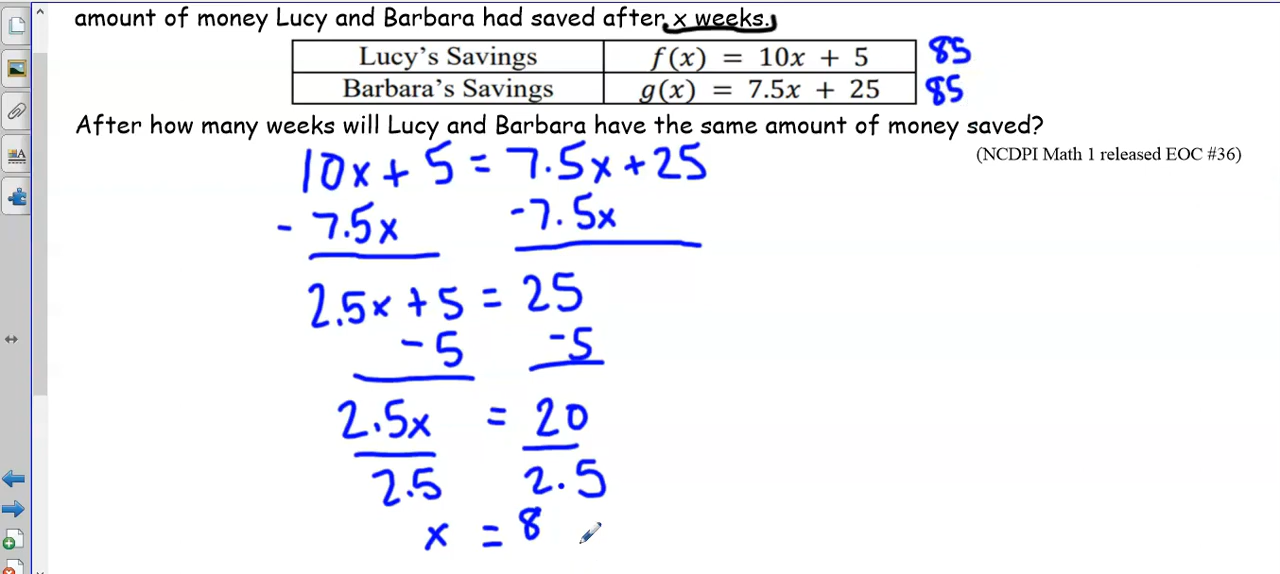 amount of money Lucy and Barbara had saved after x weeks.
Lucy's Savings f(x) = 10x + 5 85
Barbara's Savings g(x) = 7.5x + 25 85
After how many weeks will Lucy and Barbara have the same amount of money saved?
(NCDPI Math 1 released EOC #36)
10x + 5 = 7.5x + 25
- 7.5x -7.5x
2.5x + 5 = 25
- 5 -5
2.5x = 20
2.5 2.5
x = 8